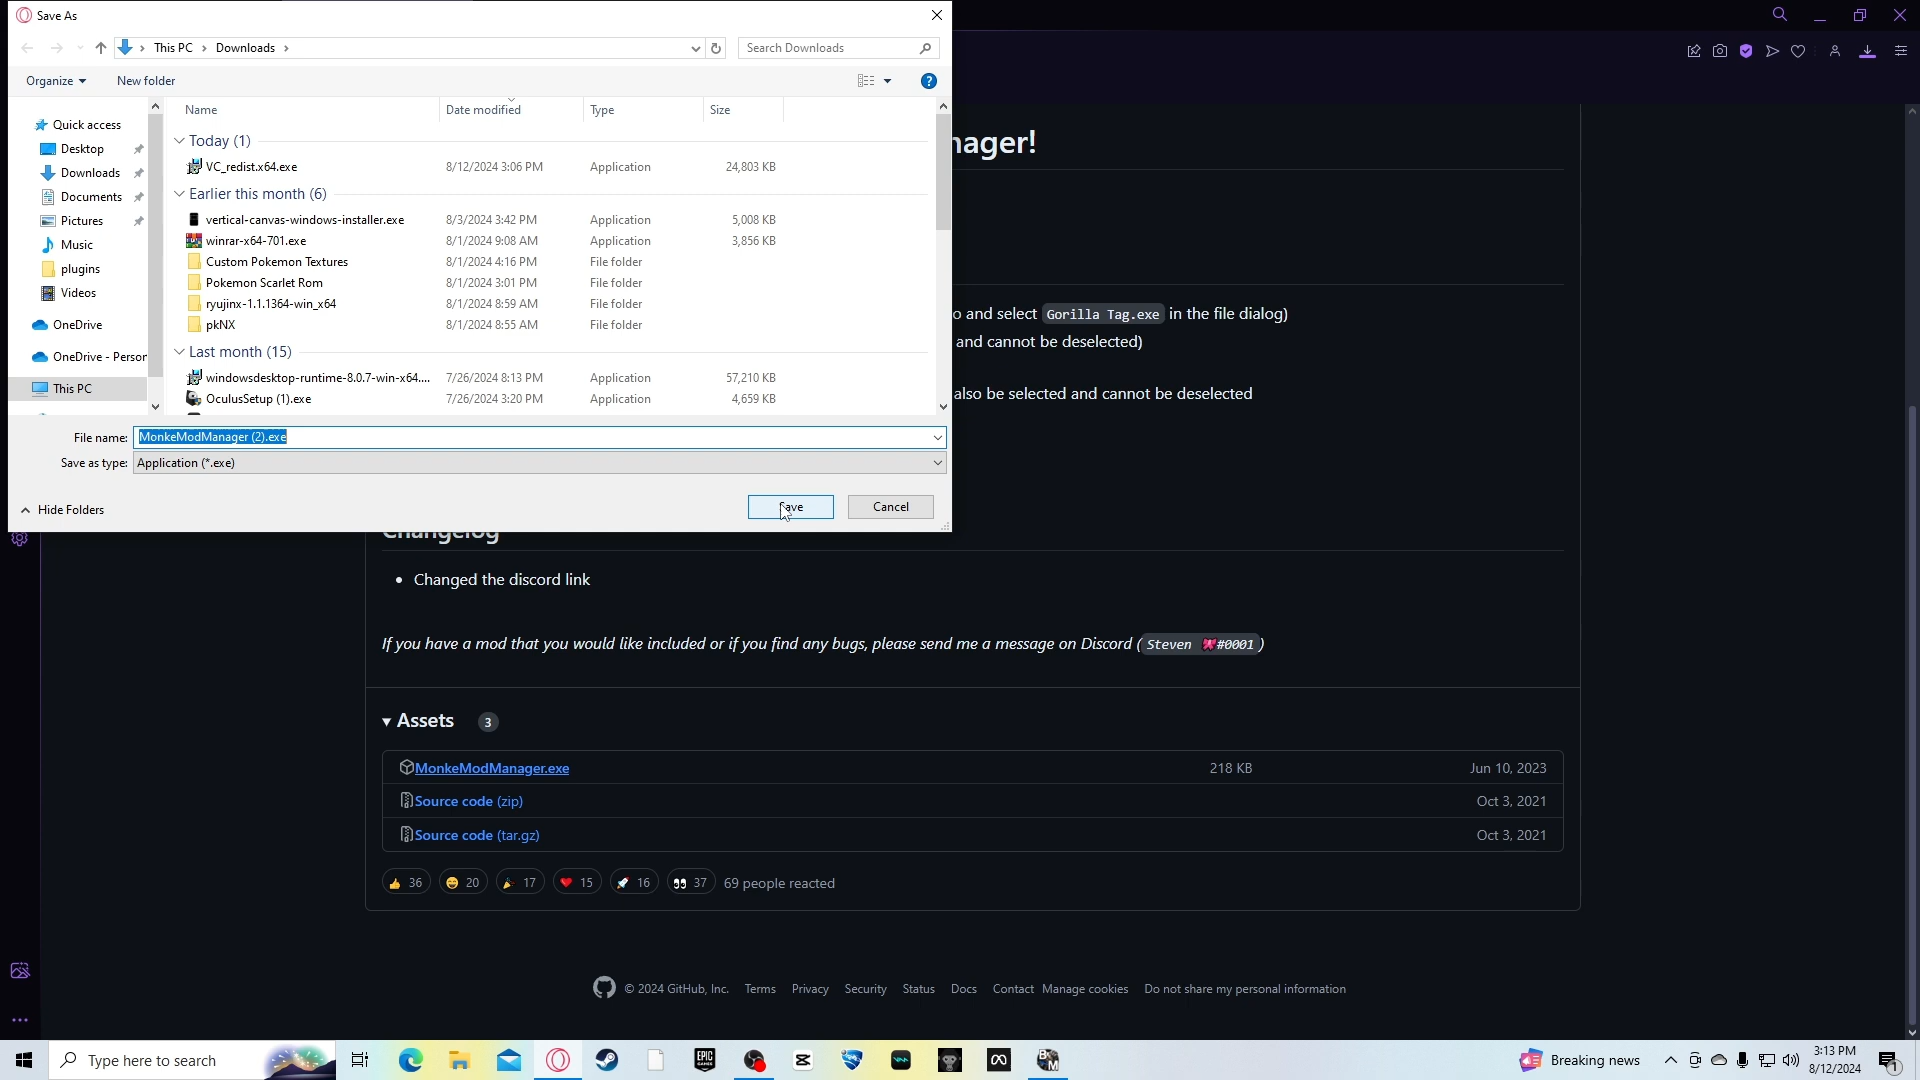 Save As
This PC > Downloads >
Search Downloads
Organize
New folder
?
Name
Date modified
Type
Size
Quick access
Desktop
Downloads
Documents
Pictures
Music
plugins
Videos
OneDrive
OneDrive - Person
This PC
Today (1)
VC_redist.x64.exe 8/12/2024 3:06 PM Application 24,803 KB
Earlier this month (6)
vertical-canvas-windows-installer.exe 8/3/2024 3:42 PM Application 5,008 KB
winrar-x64-701.exe 8/1/2024 9:08 AM Application 3,856 KB
Custom Pokemon Textures 8/1/2024 4:16 PM File folder
Pokemon Scarlet Rom 8/1/2024 3:01 PM File folder
ryujinx-1.1.1364-win_x64 8/1/2024 8:59 AM File folder
pkNX 8/1/2024 8:55 AM File folder
Last month (15)
windowsdesktop-runtime-8.0.7-win-x64.... 7/26/2024 8:13 PM Application 57,210 KB
OculusSetup (1).exe 7/26/2024 3:20 PM Application 4,659 KB
File name: MonkeModManager (2).exe
Save as type: Application (*.exe)
Hide Folders
Save
Cancel
nager!
o and select Gorilla Tag.exe in the file dialog)
and cannot be deselected)
also be selected and cannot be deselected
Changelog
• Changed the discord link
If you have a mod that you would like included or if you find any bugs, please send me a message on Discord ( Steven 🎀#0001 )
Assets 3
MonkeModManager.exe 218 KB Jun 10, 2023
Source code (zip) Oct 3, 2021
Source code (tar.gz) Oct 3, 2021
👍 36 😄 20 🎉 17 ❤️ 15 🚀 16 👀 37 69 people reacted
© 2024 GitHub, Inc. Terms Privacy Security Status Docs Contact Manage cookies Do not share my personal information
Type here to search
EPIC GAMES
Breaking news
3:13 PM
8/12/2024
1